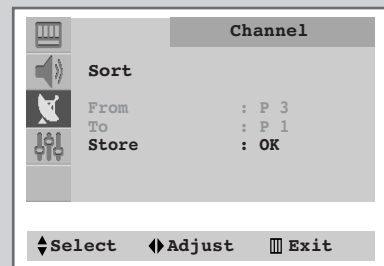 Channel
Sort
From : P 3
To : P 1
Store : OK
Select Adjust Exit